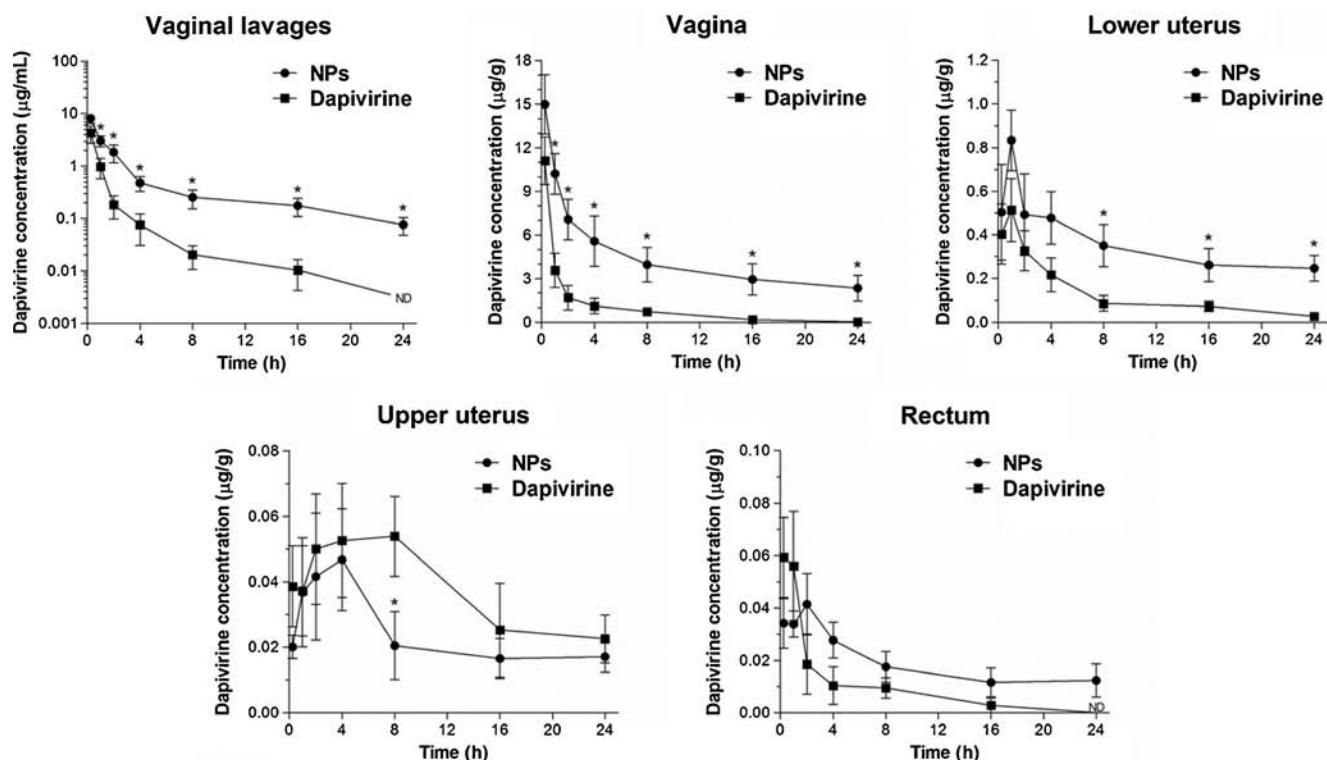 Vaginal lavages
Dapivirine concentration (μg/mL)
100
10
1
0.1
0.01
0.001
NPs
Dapivirine
* * * * * *
ND
0 4 8 12 16 20 24
Time (h)
Vagina
Dapivirine concentration (μg/g)
18
15
12
9
6
3
0
NPs
Dapivirine
* * * * * *
0 4 8 12 16 20 24
Time (h)
Lower uterus
Dapivirine concentration (μg/g)
1.2
1.0
0.8
0.6
0.4
0.2
0.0
NPs
Dapivirine
* * *
0 4 8 12 16 20 24
Time (h)
Upper uterus
Dapivirine concentration (μg/g)
0.08
0.06
0.04
0.02
0.00
NPs
Dapivirine
*
0 4 8 12 16 20 24
Time (h)
Rectum
Dapivirine concentration (μg/g)
0.10
0.08
0.06
0.04
0.02
0.00
NPs
Dapivirine
ND
0 4 8 12 16 20 24
Time (h)